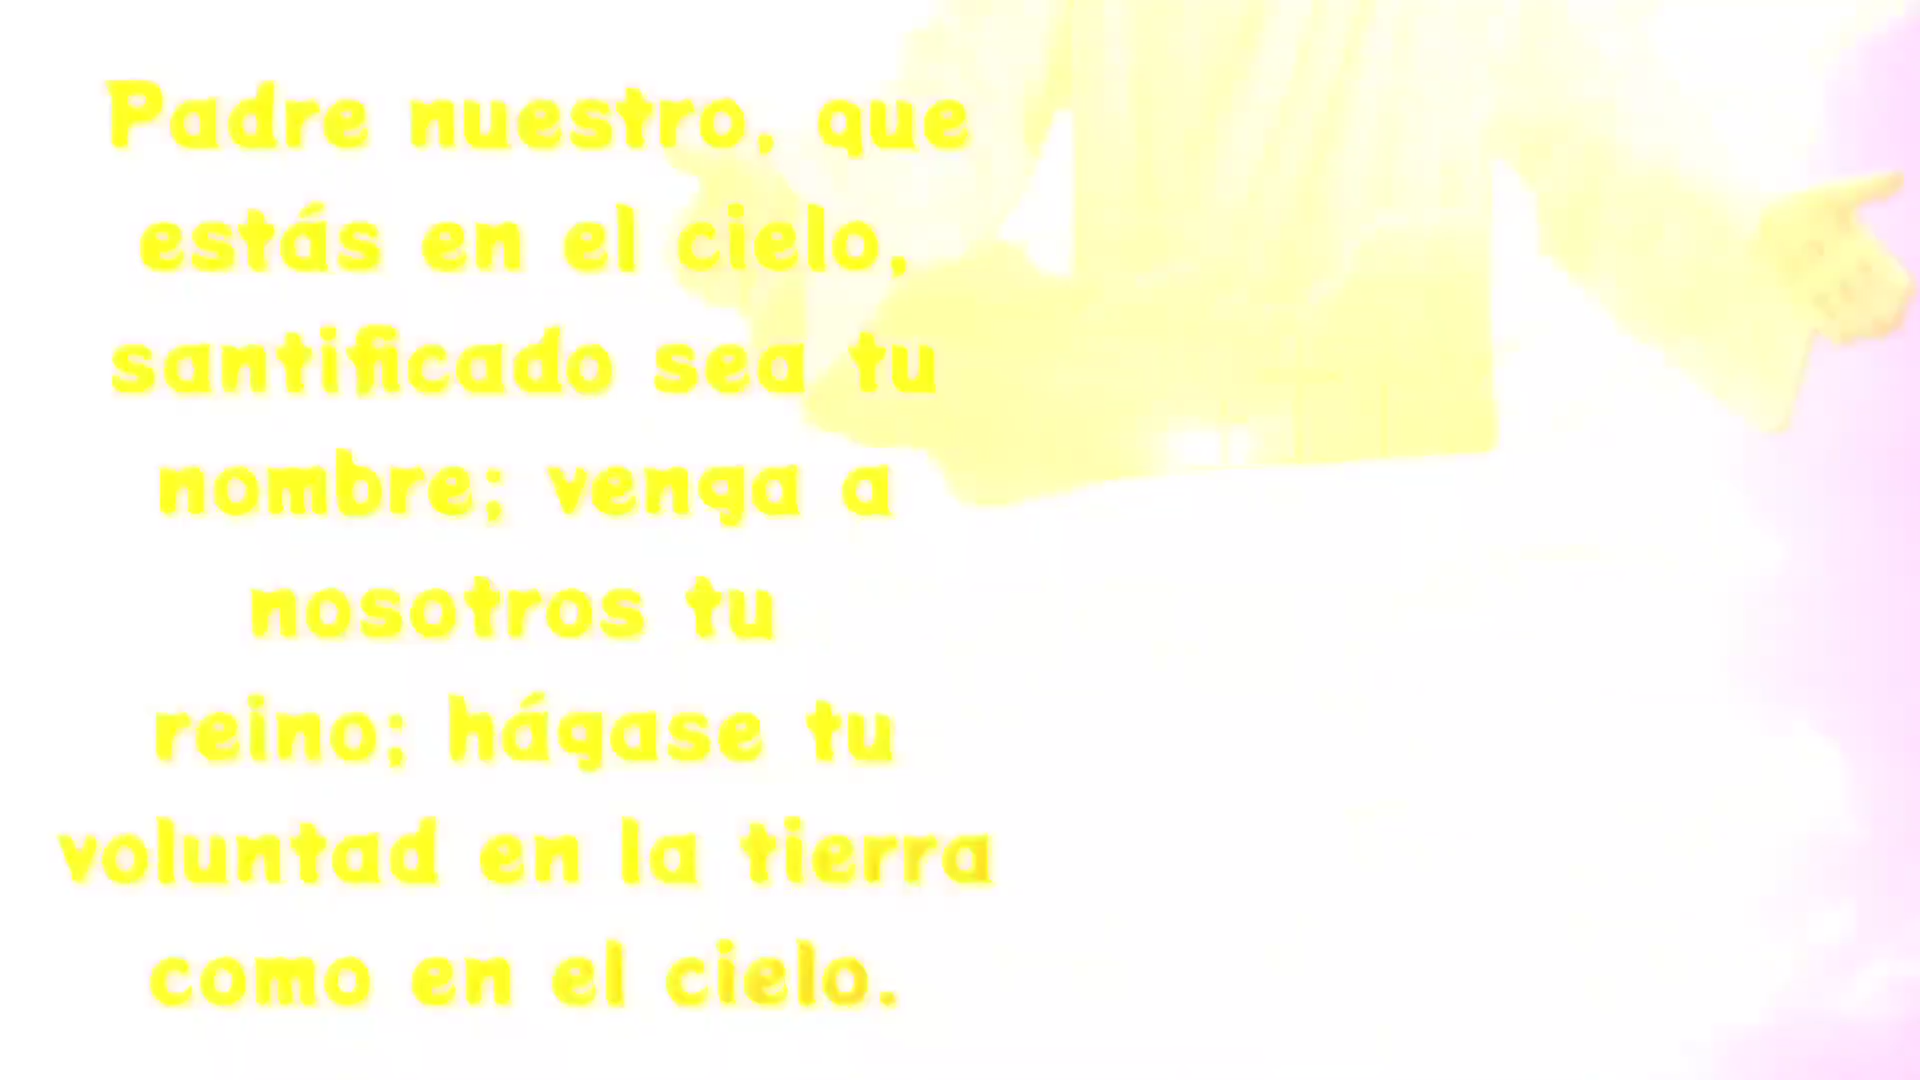 Padre nuestro, que
estás en el cielo,
santificado sea tu
nombre; venga a
nosotros tu
reino; hágase tu
voluntad en la tierra
como en el cielo.